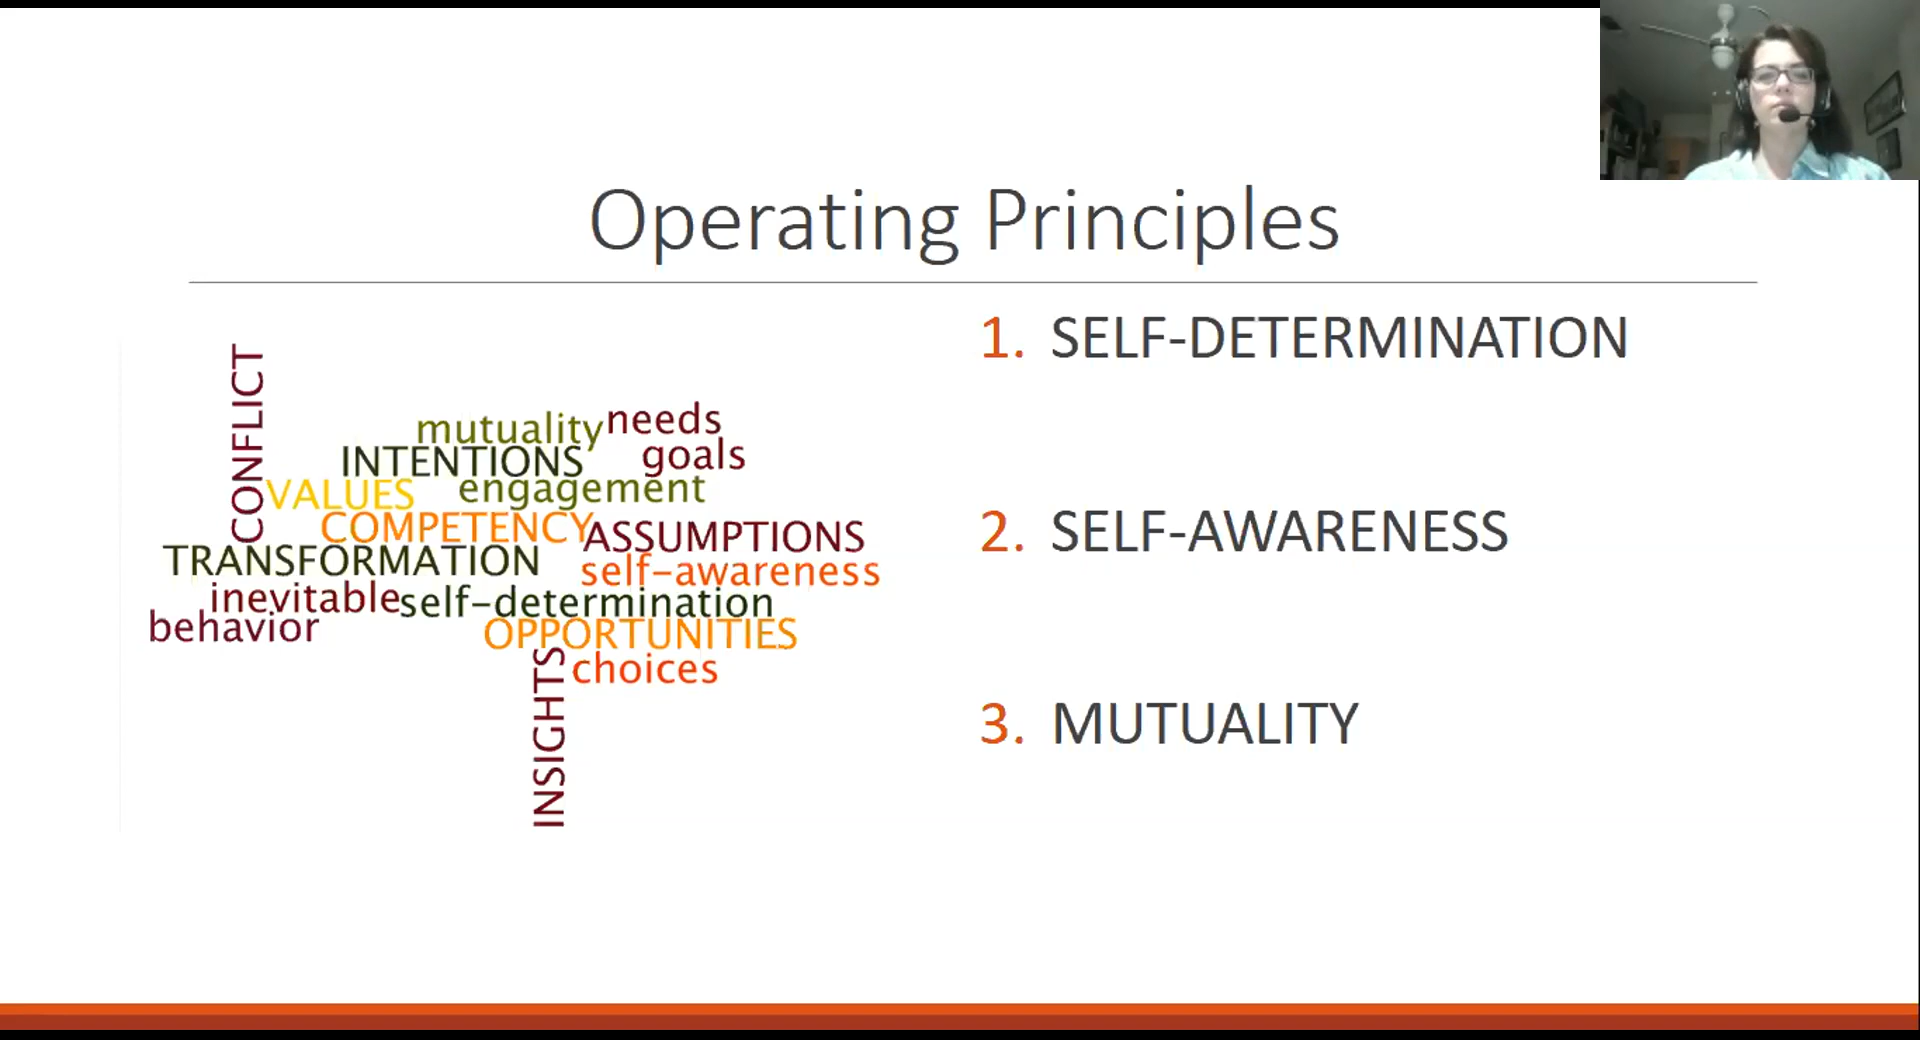 Operating Principles
CONFLICT
mutuality needs
INTENTIONS goals
VALUES engagement
COMPETENCY ASSUMPTIONS
TRANSFORMATION self-awareness
inevitable self-determination
behavior OPPORTUNITIES
choices
INSIGHTS
1. SELF-DETERMINATION
2. SELF-AWARENESS
3. MUTUALITY